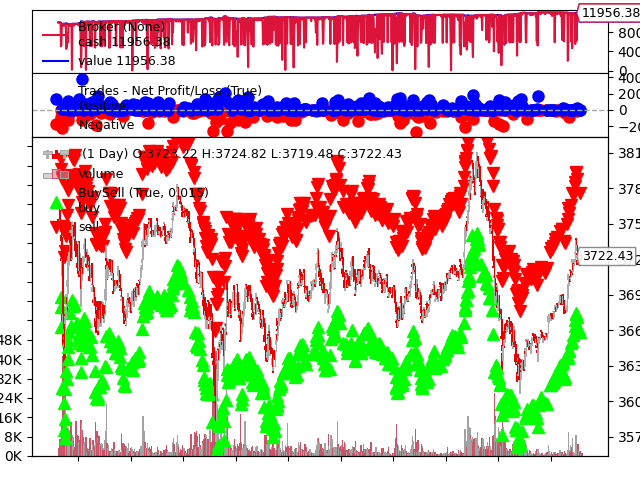 Broker (None)
cash 11956.38
value 11956.38
11956.38
800
400
0
Trades - Net Profit/Loss (True)
Positive
Negative
400
200
0
−20
(1 Day) O:3723.22 H:3724.82 L:3719.48 C:3722.43
Volume
BuySell (True, 0.015)
buy
sell
381
378
375
3722.43
369
366
363
360
357
48K
40K
32K
24K
16K
8K
0K